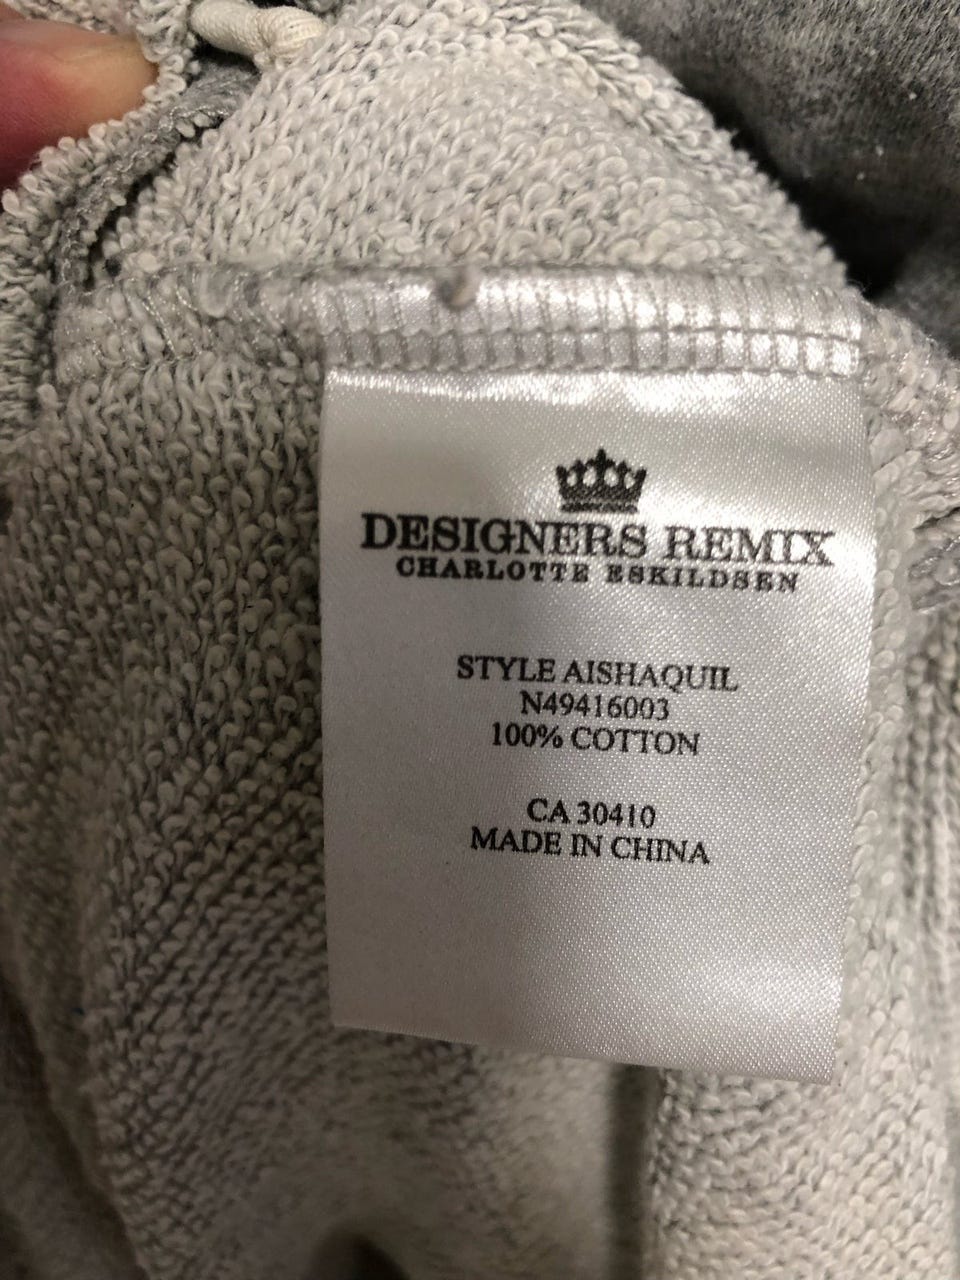 DESIGNERS REMIX
CHARLOTTE ESKILDSEN
STYLE AISHAQUIL
N49416003
100% COTTON
CA 30410
MADE IN CHINA